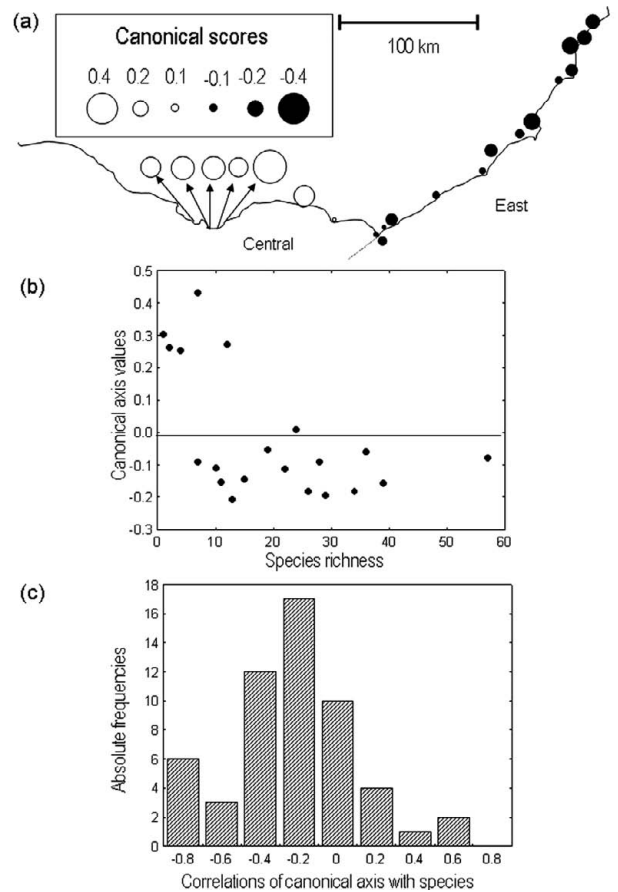 (a)
Canonical scores
0.4 0.2 0.1 -0.1 -0.2 -0.4
100 km
East
Central
(b)
0.5
0.4
0.3
0.2
0.1
0.0
-0.1
-0.2
-0.3
Canonical axis values
0 10 20 30 40 50 60
Species richness
(c)
18
16
14
12
10
8
6
4
2
0
Absolute frequencies
-0.8 -0.6 -0.4 -0.2 0 0.2 0.4 0.6 0.8
Correlations of canonical axis with species